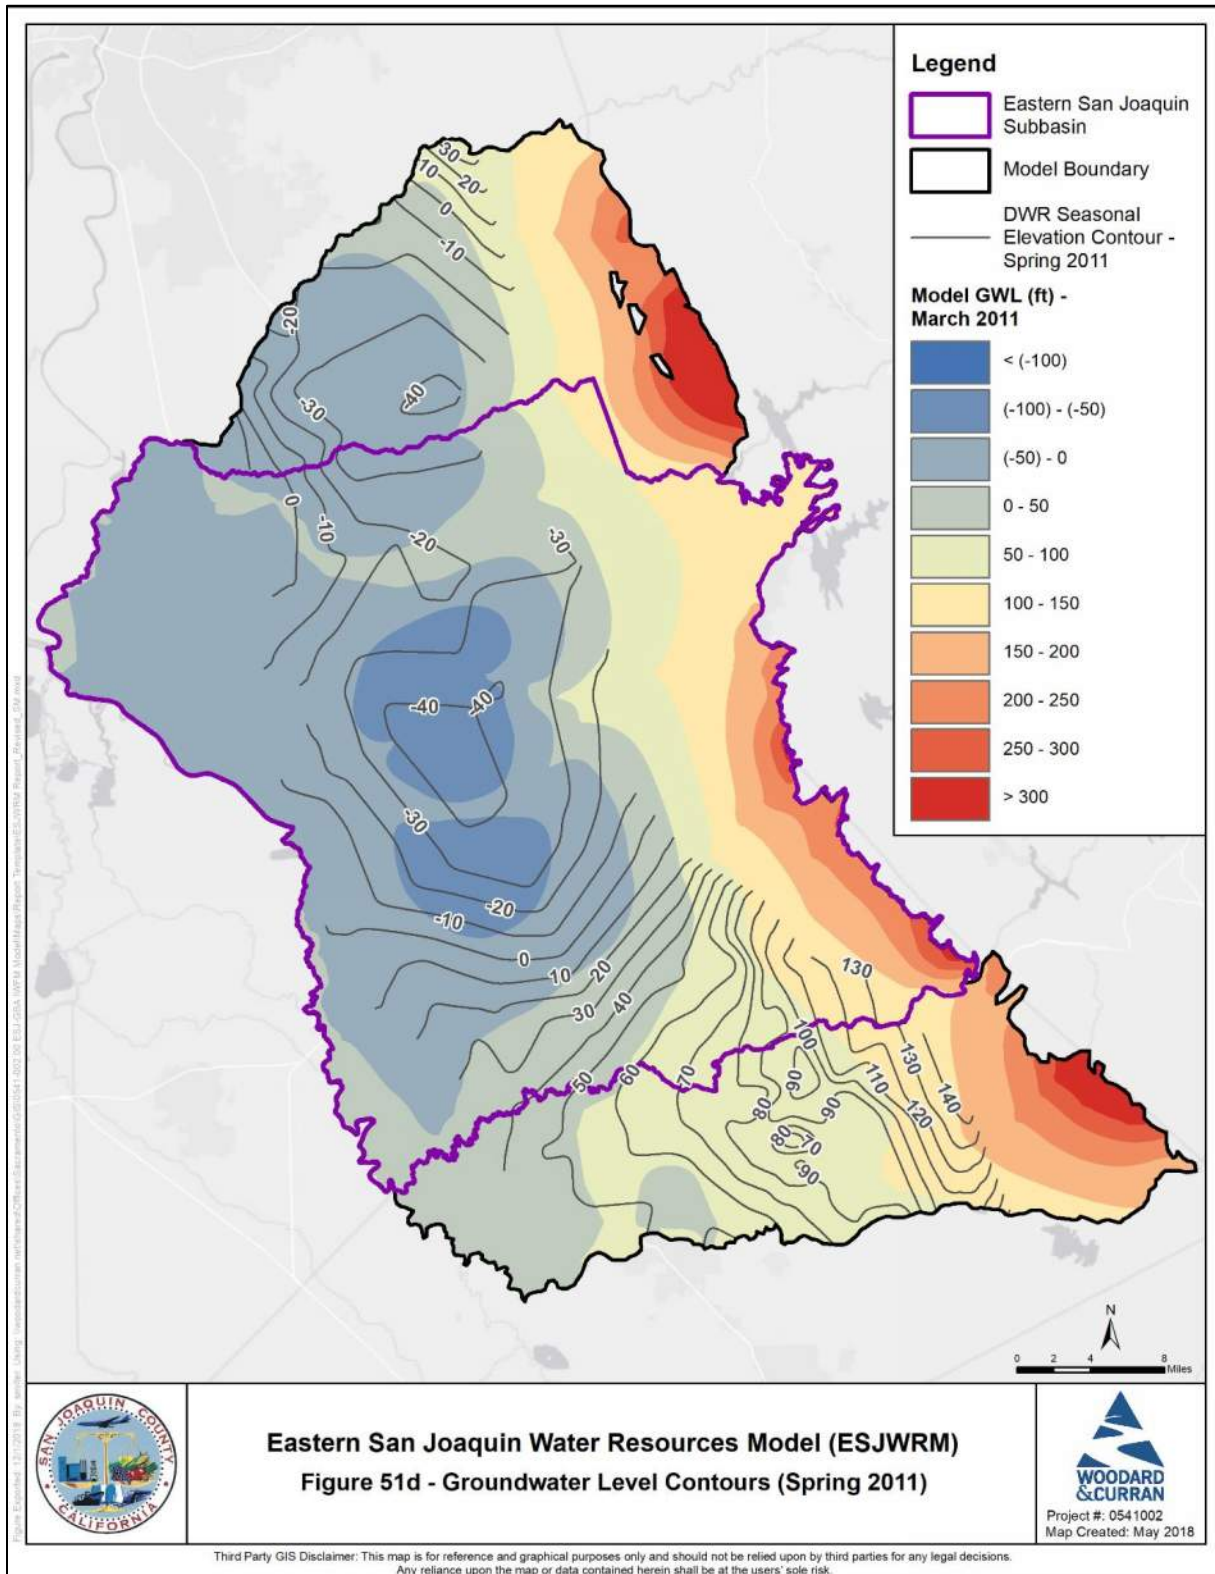 Legend
Eastern San Joaquin
Subbasin
Model Boundary
DWR Seasonal
Elevation Contour -
Spring 2011
Model GWL (ft) -
March 2011
< (-100)
(-100) - (-50)
(-50) - 0
0 - 50
50 - 100
100 - 150
150 - 200
200 - 250
250 - 300
> 300
30
20
10
0
-10
-20
-40
-30
0
-10
-20
-30
-40
-40
-30
-20
-10
0
10
20
30
40
130
50
60
70
100
90
80
90
80
70
-90
110
120
130
140
N
0 2 4 8
Miles
SAN JOAQUIN COUNTY
CALIFORNIA
Eastern San Joaquin Water Resources Model (ESJWRM)
Figure 51d - Groundwater Level Contours (Spring 2011)
WOODARD
&CURRAN
Project #: 0541002
Map Created: May 2018
Third Party GIS Disclaimer: This map is for reference and graphical purposes only and should not be relied upon by third parties for any legal decisions.
Any reliance upon the map or data contained herein shall be at the users' sole risk.